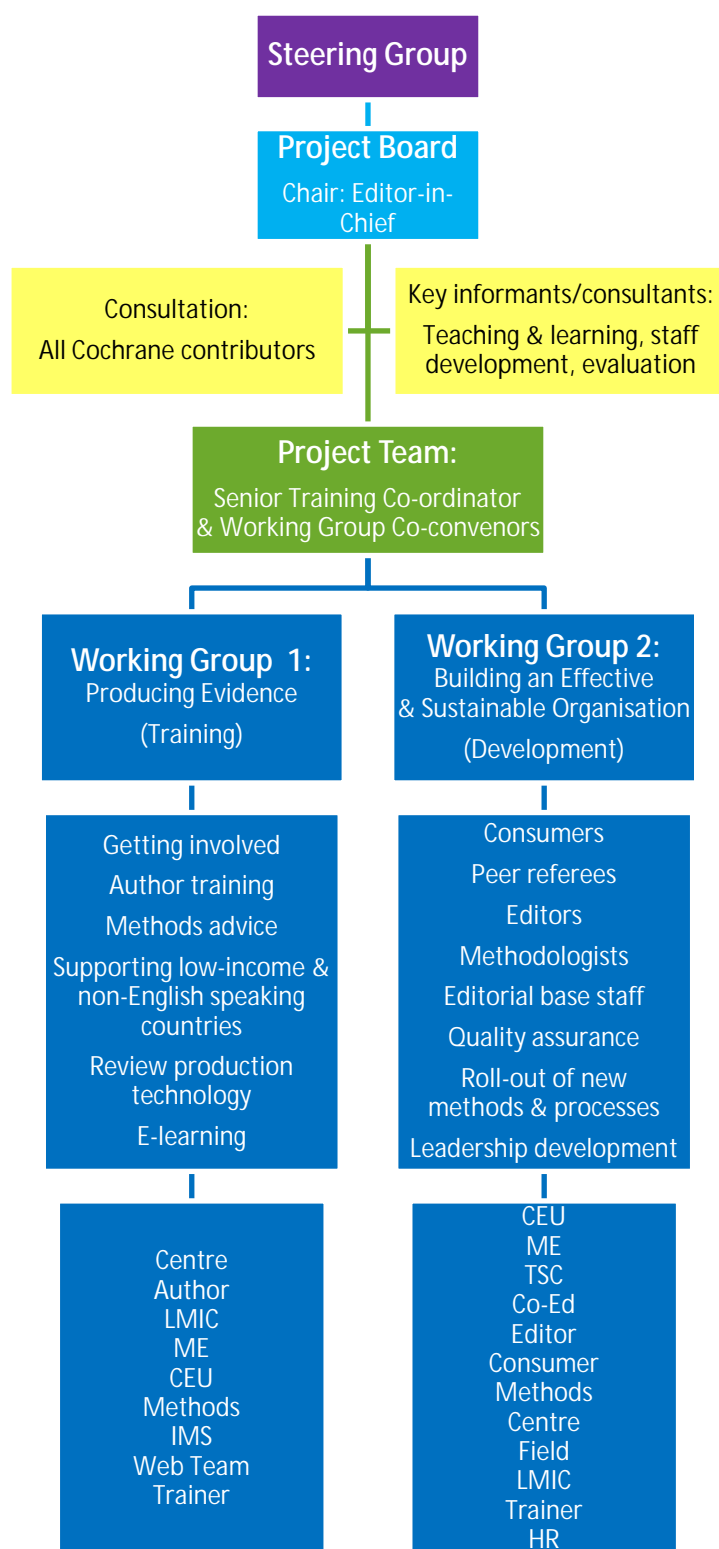 Steering Group
Project Board
Chair: Editor-in-
Chief
Consultation:
All Cochrane contributors
Key informants/consultants:
Teaching & learning, staff
development, evaluation
Project Team:
Senior Training Co-ordinator
& Working Group Co-convenors
Working Group 1:
Producing Evidence
(Training)
Working Group 2:
Building an Effective
& Sustainable Organisation
(Development)
Getting involved
Author training
Methods advice
Supporting low-income &
non-English speaking
countries
Review production
technology
E-learning
Consumers
Peer referees
Editors
Methodologists
Editorial base staff
Quality assurance
Roll-out of new
methods & processes
Leadership development
Centre
Author
LMIC
ME
CEU
Methods
IMS
Web Team
Trainer
CEU
ME
TSC
Co-Ed
Editor
Consumer
Methods
Centre
Field
LMIC
Trainer
HR